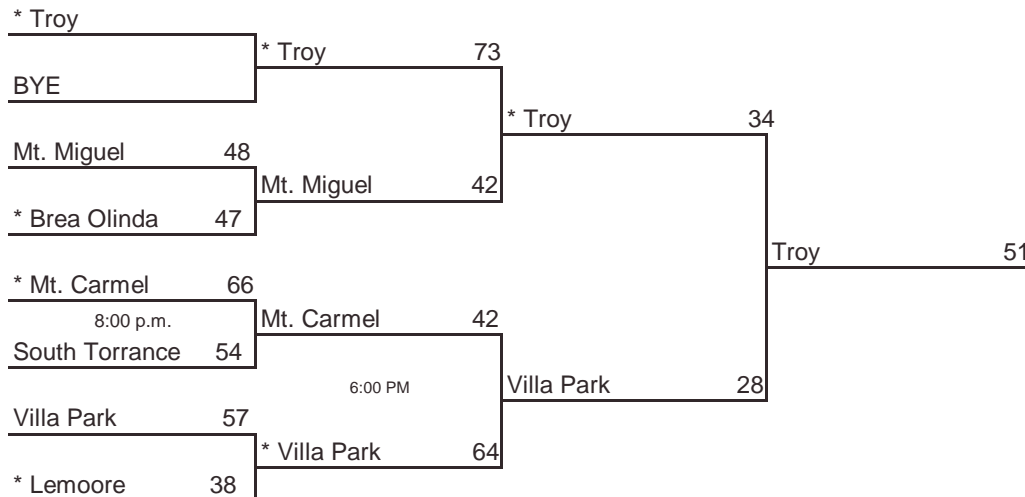 * Troy
* Troy 73
BYE
* Troy 34
Mt. Miguel 48
Mt. Miguel 42
* Brea Olinda 47
Troy 51
* Mt. Carmel 66
8:00 p.m.
Mt. Carmel 42
South Torrance 54
6:00 PM
Villa Park 28
Villa Park 57
* Villa Park 64
* Lemoore 38